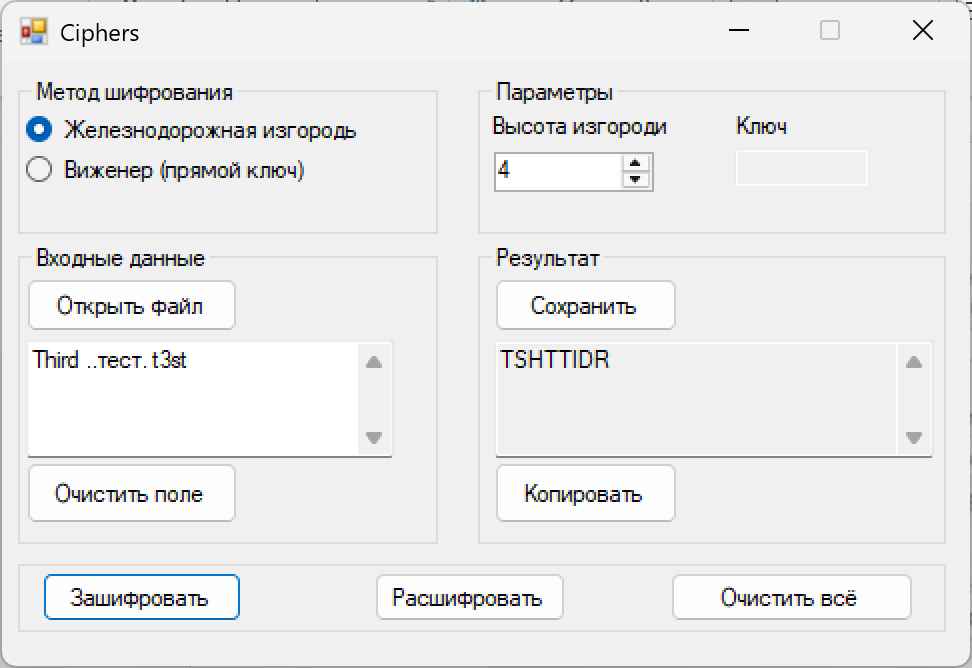 Ciphers
Метод шифрования
Железнодорожная изгородь
Виженер (прямой ключ)
Параметры
Высота изгороди
Ключ
4
Входные данные
Открыть файл
Third ..тест. t3st
Очистить поле
Результат
Сохранить
TSHTTIDR
Копировать
Зашифровать
Расшифровать
Очистить всё